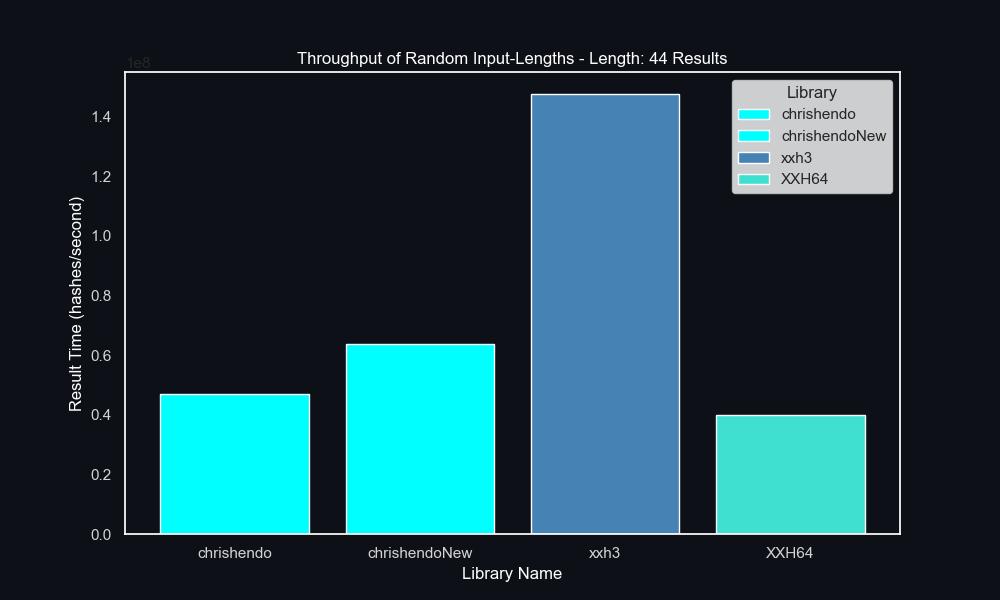 Throughput of Random Input-Lengths - Length: 44 Results
1e8
1.4
1.2
1.0
0.8
0.6
0.4
0.2
0.0
Result Time (hashes/second)
Library
chrishendo
chrishendoNew
xxh3
XXH64
chrishendo
chrishendoNew
xxh3
XXH64
Library Name